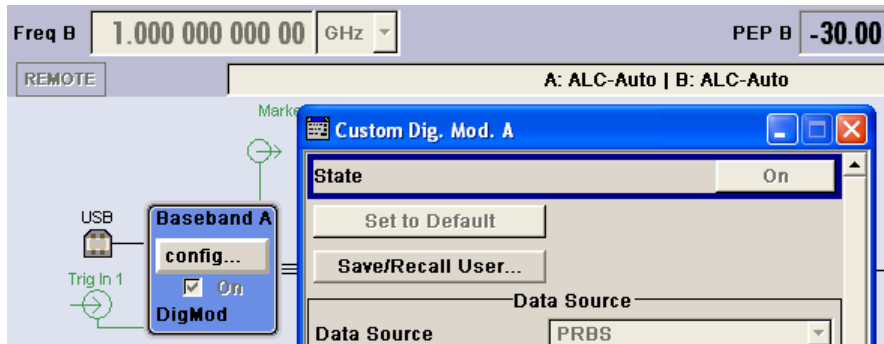 Freq B 1.000 000 000 00 GHz PEP B -30.00
REMOTE A: ALC-Auto | B: ALC-Auto
Custom Dig. Mod. A
State On
USB Baseband A Set to Default
config... Save/Recall User...
Trig In 1 On
DigMod Data Source
Data Source PRBS